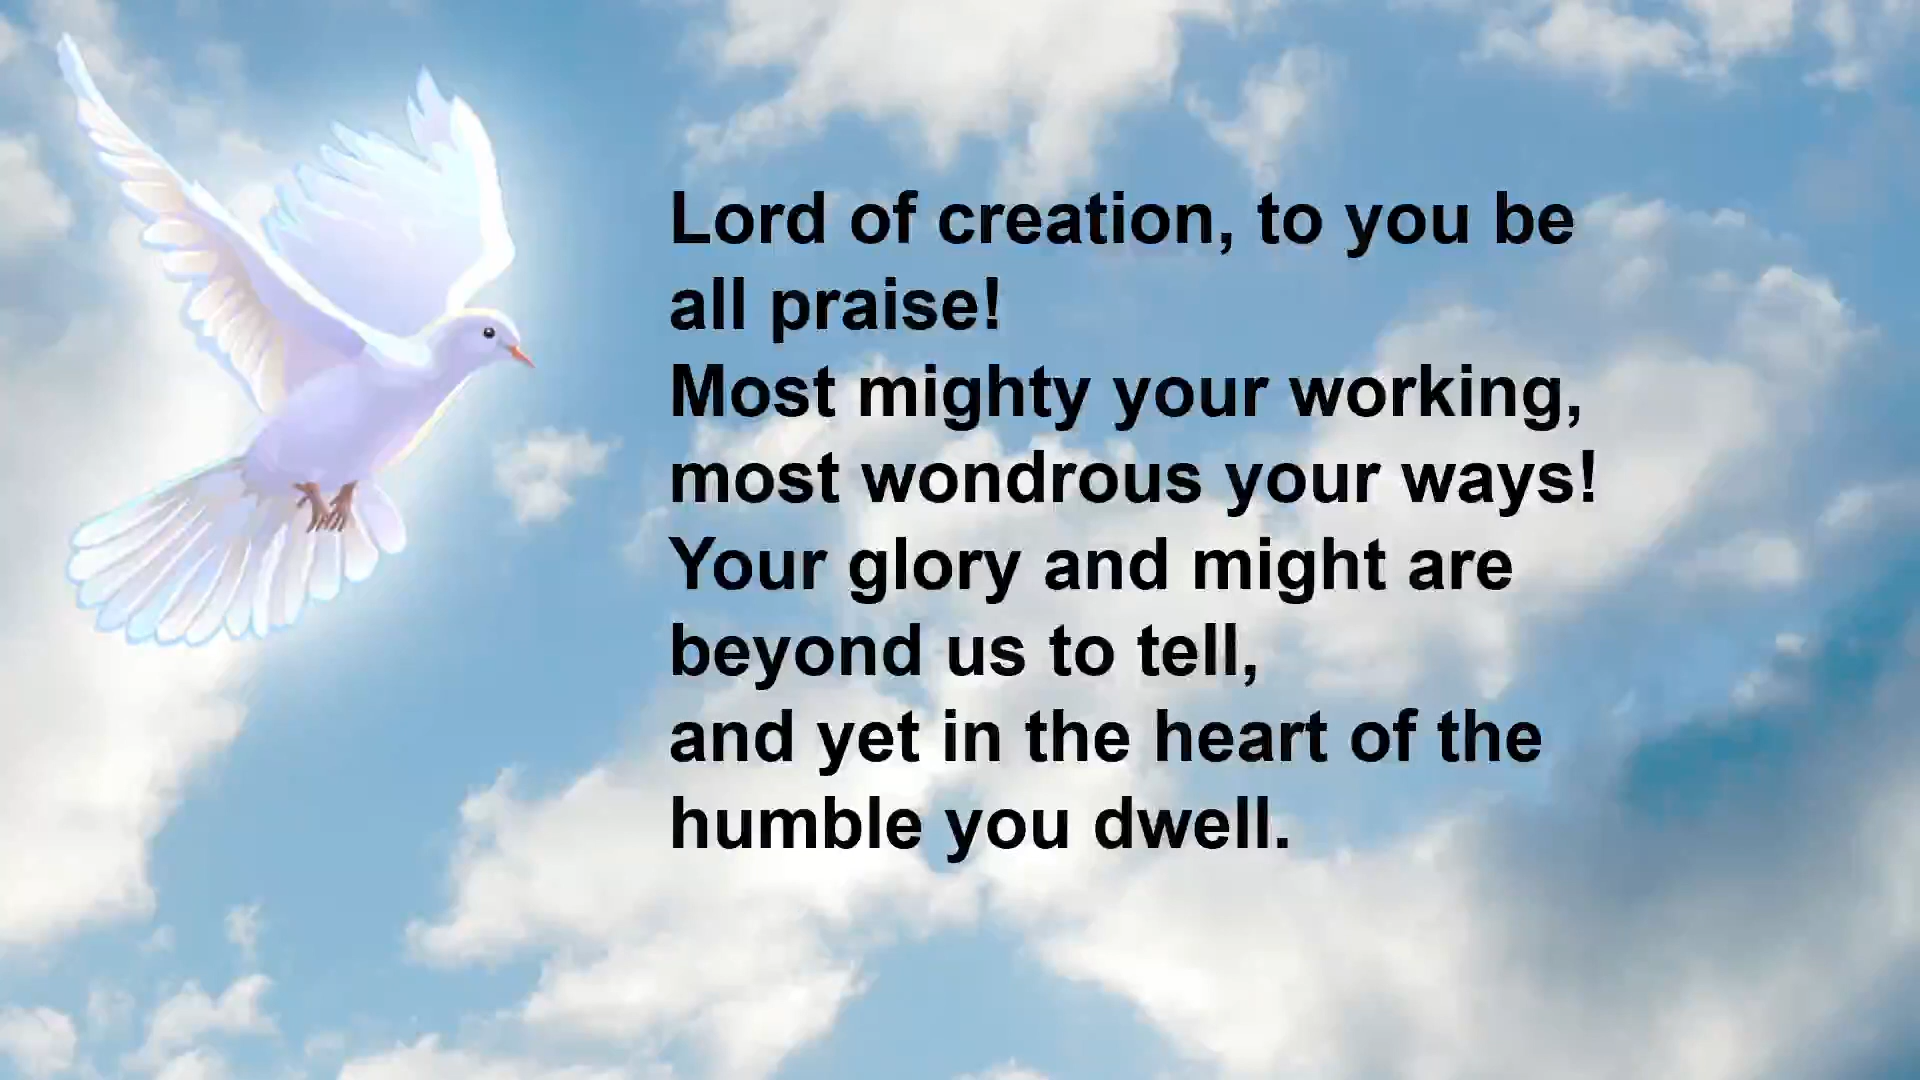 Lord of creation, to you be
all praise!
Most mighty your working,
most wondrous your ways!
Your glory and might are
beyond us to tell,
and yet in the heart of the
humble you dwell.